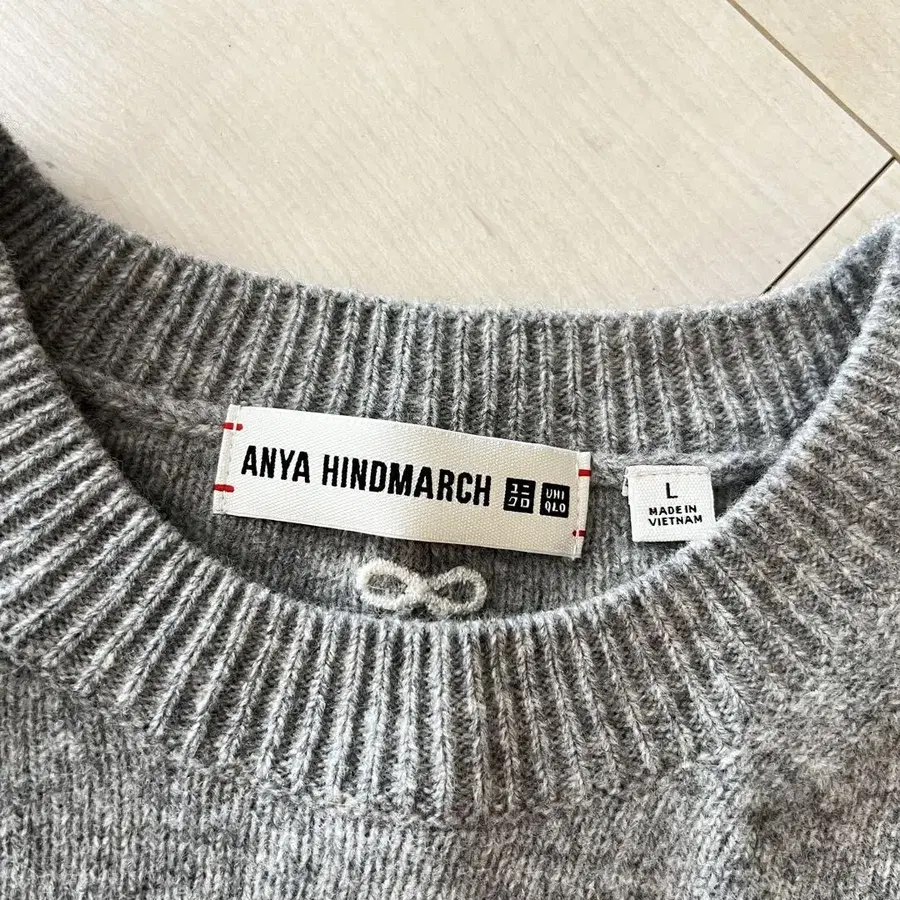 ANYA HINDMARCH
ユニ
クロ
UNI
QLO
L
MADE IN
VIETNAM